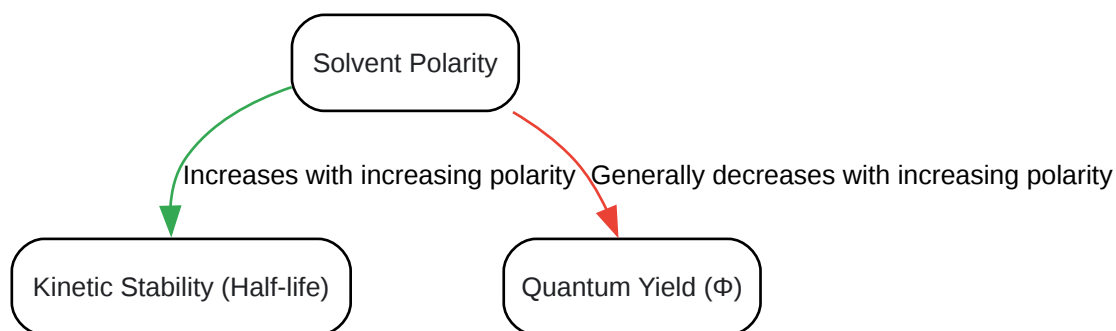 Solvent Polarity
Increases with increasing polarity
Generally decreases with increasing polarity
Kinetic Stability (Half-life)
Quantum Yield (Φ)